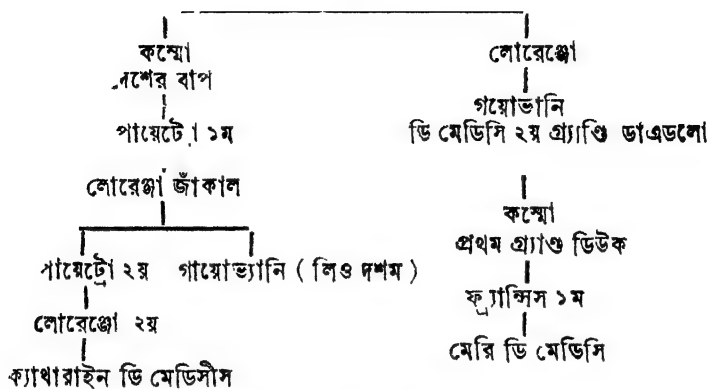 কস্মো
দেশের বাপ
পায়েট্রো ১ম
লোরেঞ্জো জাঁকাল
পায়েট্রো ২য়
গায়োভ্যানি ( লিও দশম )
লোরেঞ্জো ২য়
ক্যাথারাইন ডি মেডিসীস
লোরেঞ্জো
গয়োভানি
ডি মেডিসি ২য় গ্র্যাণ্ডি ডাএডলো
কস্মো
প্রথম গ্র্যাণ্ড ডিউক
ফ্র্যান্সিস ১ম
মেরি ডি মেডিসি